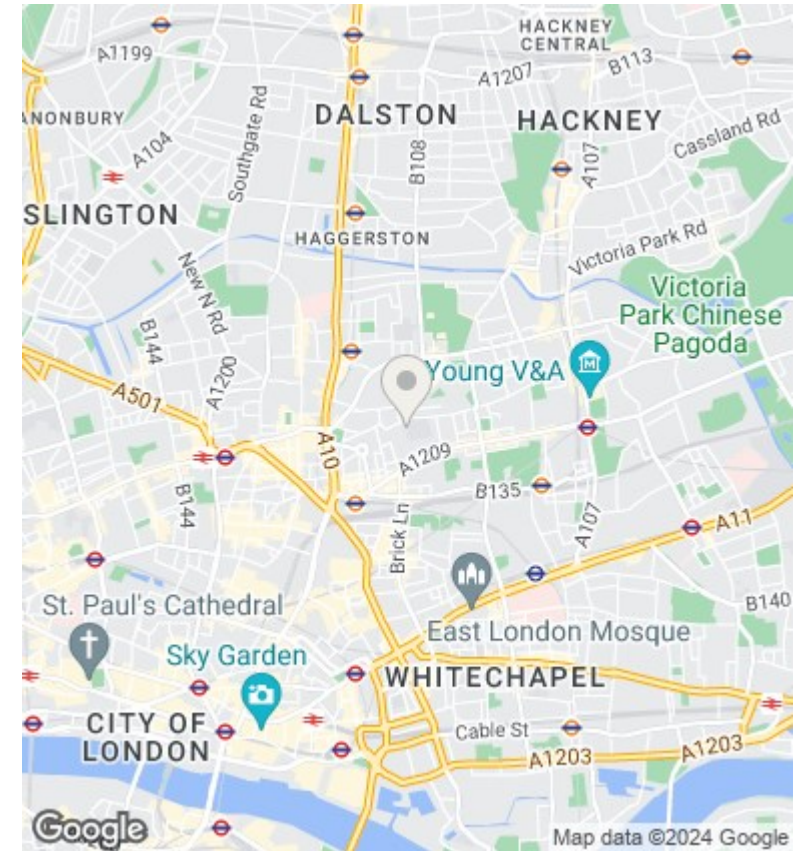 HACKNEY
CENTRAL
A1199
B113
A1207
ANONBURY
DALSTON
HACKNEY
Cassland Rd
A104
Southgate Rd
B108
A107
SLINGTON
HAGGERSTON
Victoria Park Rd
New N Rd
Victoria
Park Chinese
Pagoda
B144
A1200
Young V&A
A501
A10
A1209
B135
B144
Brick Ln
A107
A11
St. Paul's Cathedral
East London Mosque
B140
Sky Garden
WHITECHAPEL
CITY OF
LONDON
Cable St
A1203
A1203
Google
Map data ©2024 Google